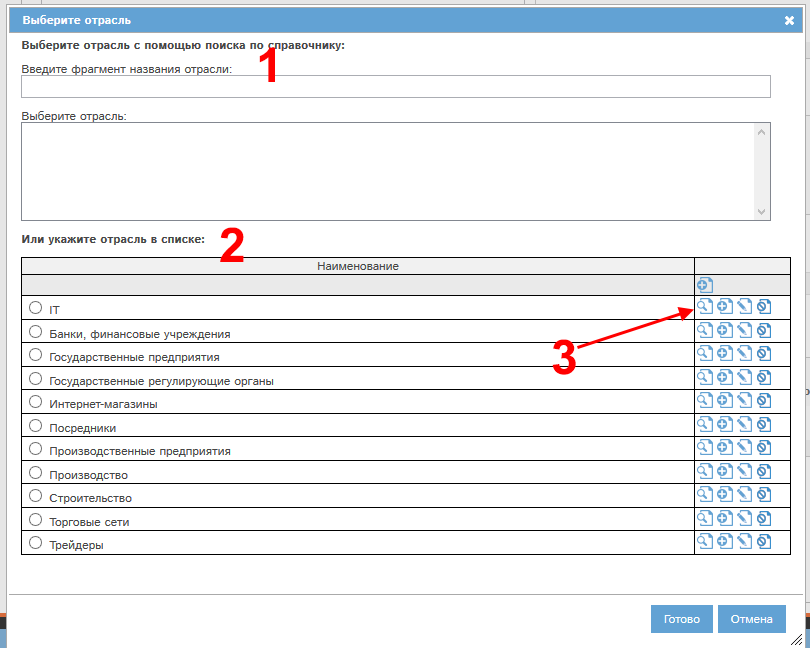 Выберите отрасль
Выберите отрасль с помощью поиска по справочнику:
1
Введите фрагмент названия отрасли:
Выберите отрасль:
Или укажите отрасль в списке:
2
Наименование
IT
Банки, финансовые учреждения
3
Государственные предприятия
Государственные регулирующие органы
Интернет-магазины
Посредники
Производственные предприятия
Производство
Строительство
Торговые сети
Трейдеры
Готово
Отмена